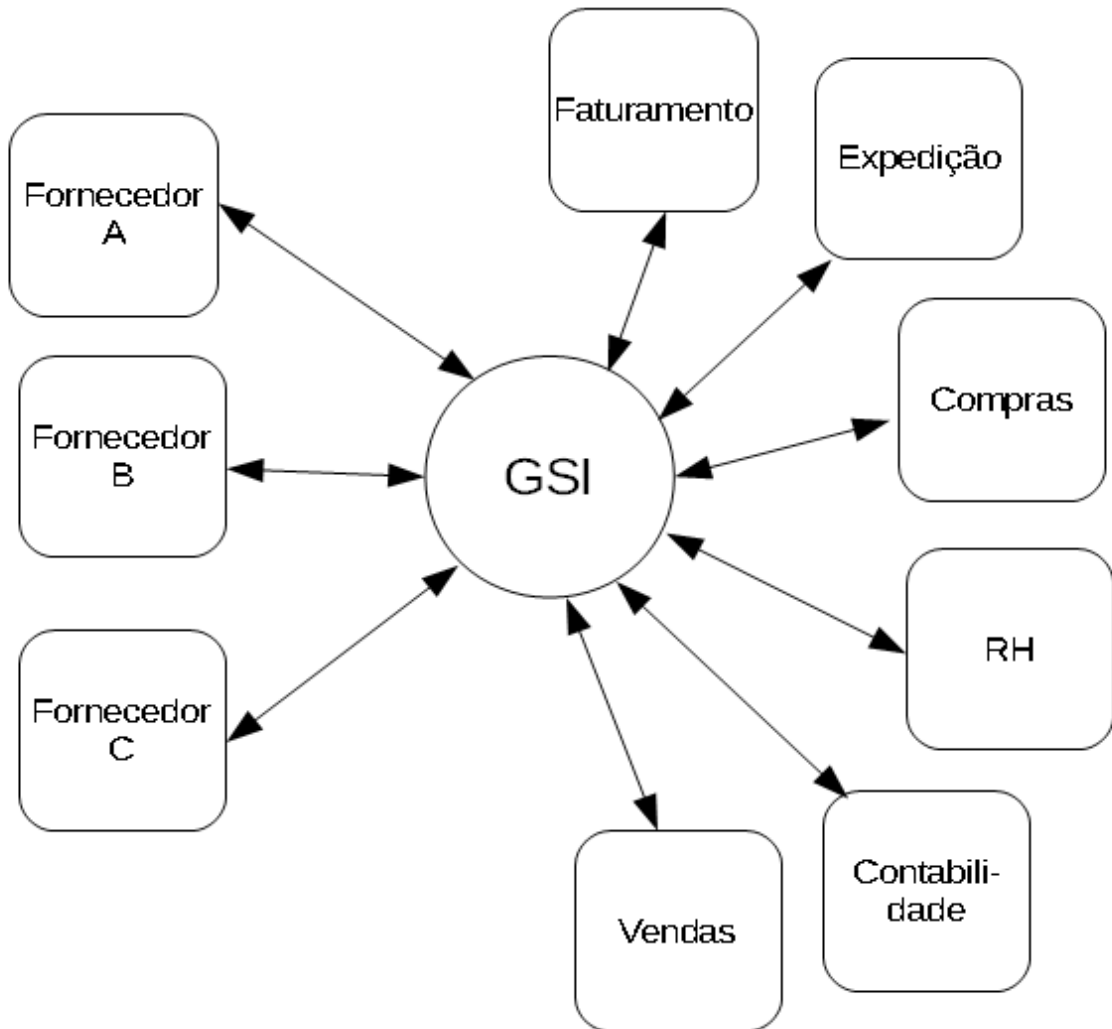 Faturamento
Expedição
Fornecedor
A
Compras
Fornecedor
B
GSI
RH
Fornecedor
C
Contabili-
dade
Vendas